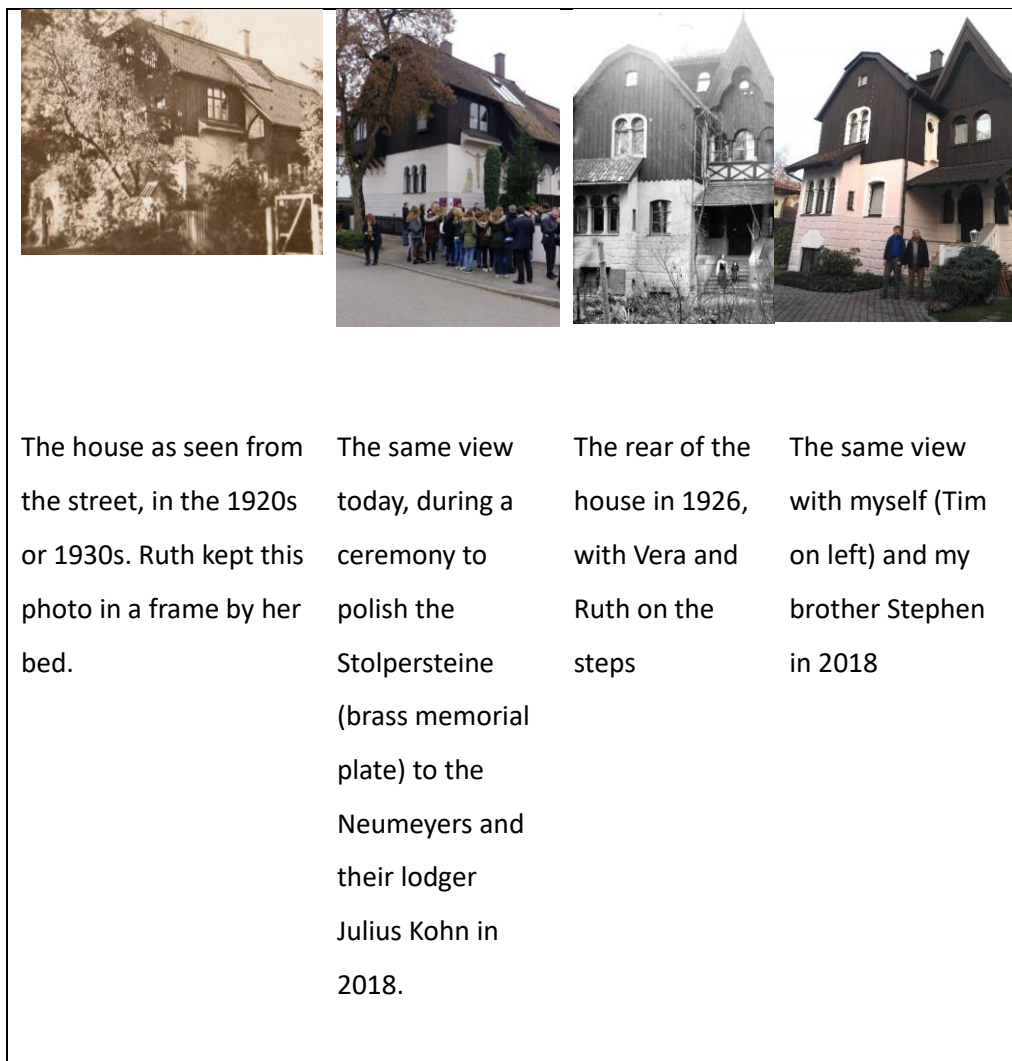 The house as seen from
the street, in the 1920s
or 1930s. Ruth kept this
photo in a frame by her
bed.
The same view
today, during a
ceremony to
polish the
Stolpersteine
(brass memorial
plate) to the
Neumeyers and
their lodger
Julius Kohn in
2018.
The rear of the
house in 1926,
with Vera and
Ruth on the
steps
The same view
with myself (Tim
on left) and my
brother Stephen
in 2018